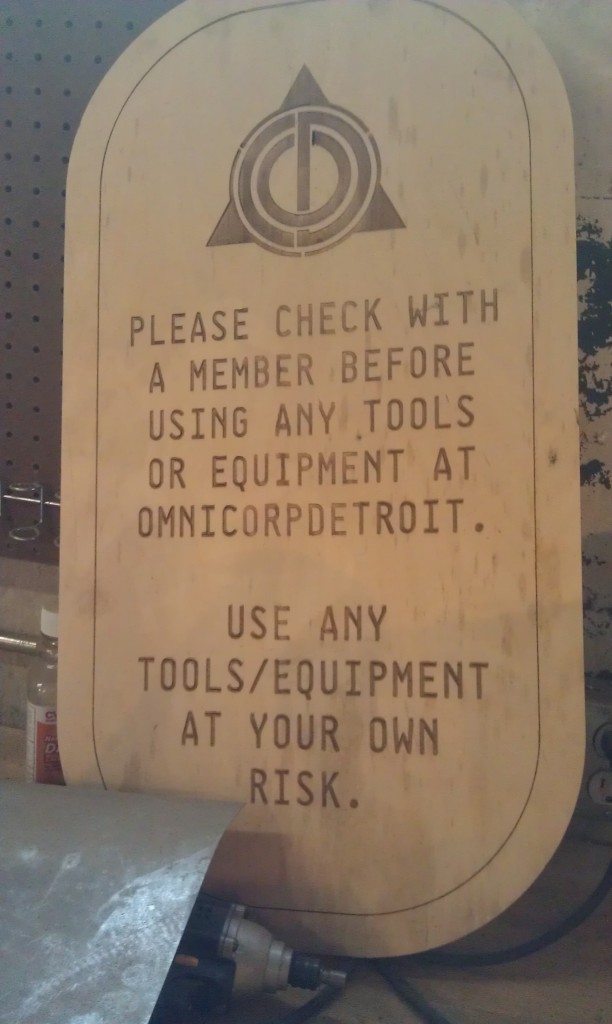 PLEASE CHECK WITH
A MEMBER BEFORE
USING ANY TOOLS
OR EQUIPMENT AT
OMNICORPDETROIT.
USE ANY
TOOLS/EQUIPMENT
AT YOUR OWN
RISK.